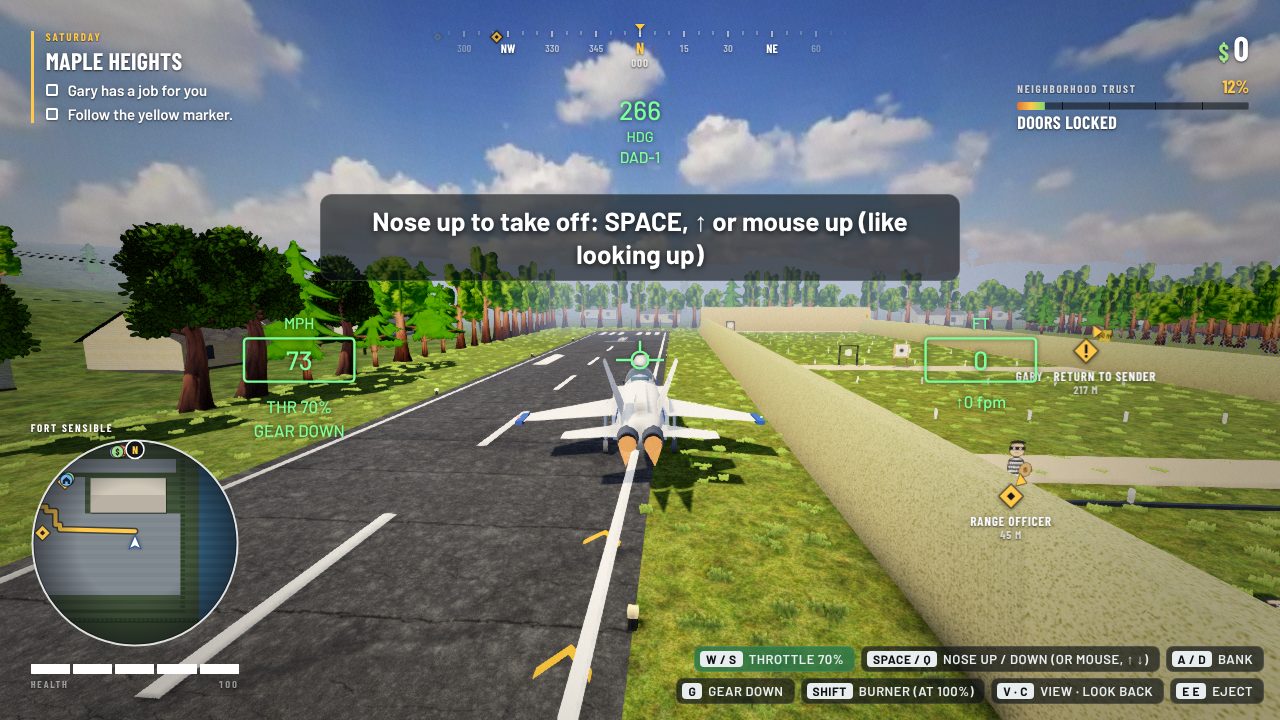 SATURDAY
MAPLE HEIGHTS
Gary has a job for you
Follow the yellow marker.
300 NW 330 345 N 15 30 NE 60
000
$0
NEIGHBORHOOD TRUST 12%
DOORS LOCKED
266
HDG
DAD-1
Nose up to take off: SPACE, ↑ or mouse up (like
looking up)
MPH
73
THR 70%
GEAR DOWN
FT
0
↑0 fpm
GARY · RETURN TO SENDER
217 M
RANGE OFFICER
45 M
FORT SENSIBLE
N
$
HEALTH 100
W / S THROTTLE 70% SPACE / Q NOSE UP / DOWN (OR MOUSE, ↑ ↓) A / D BANK
G GEAR DOWN SHIFT BURNER (AT 100%) V · C VIEW · LOOK BACK E E EJECT